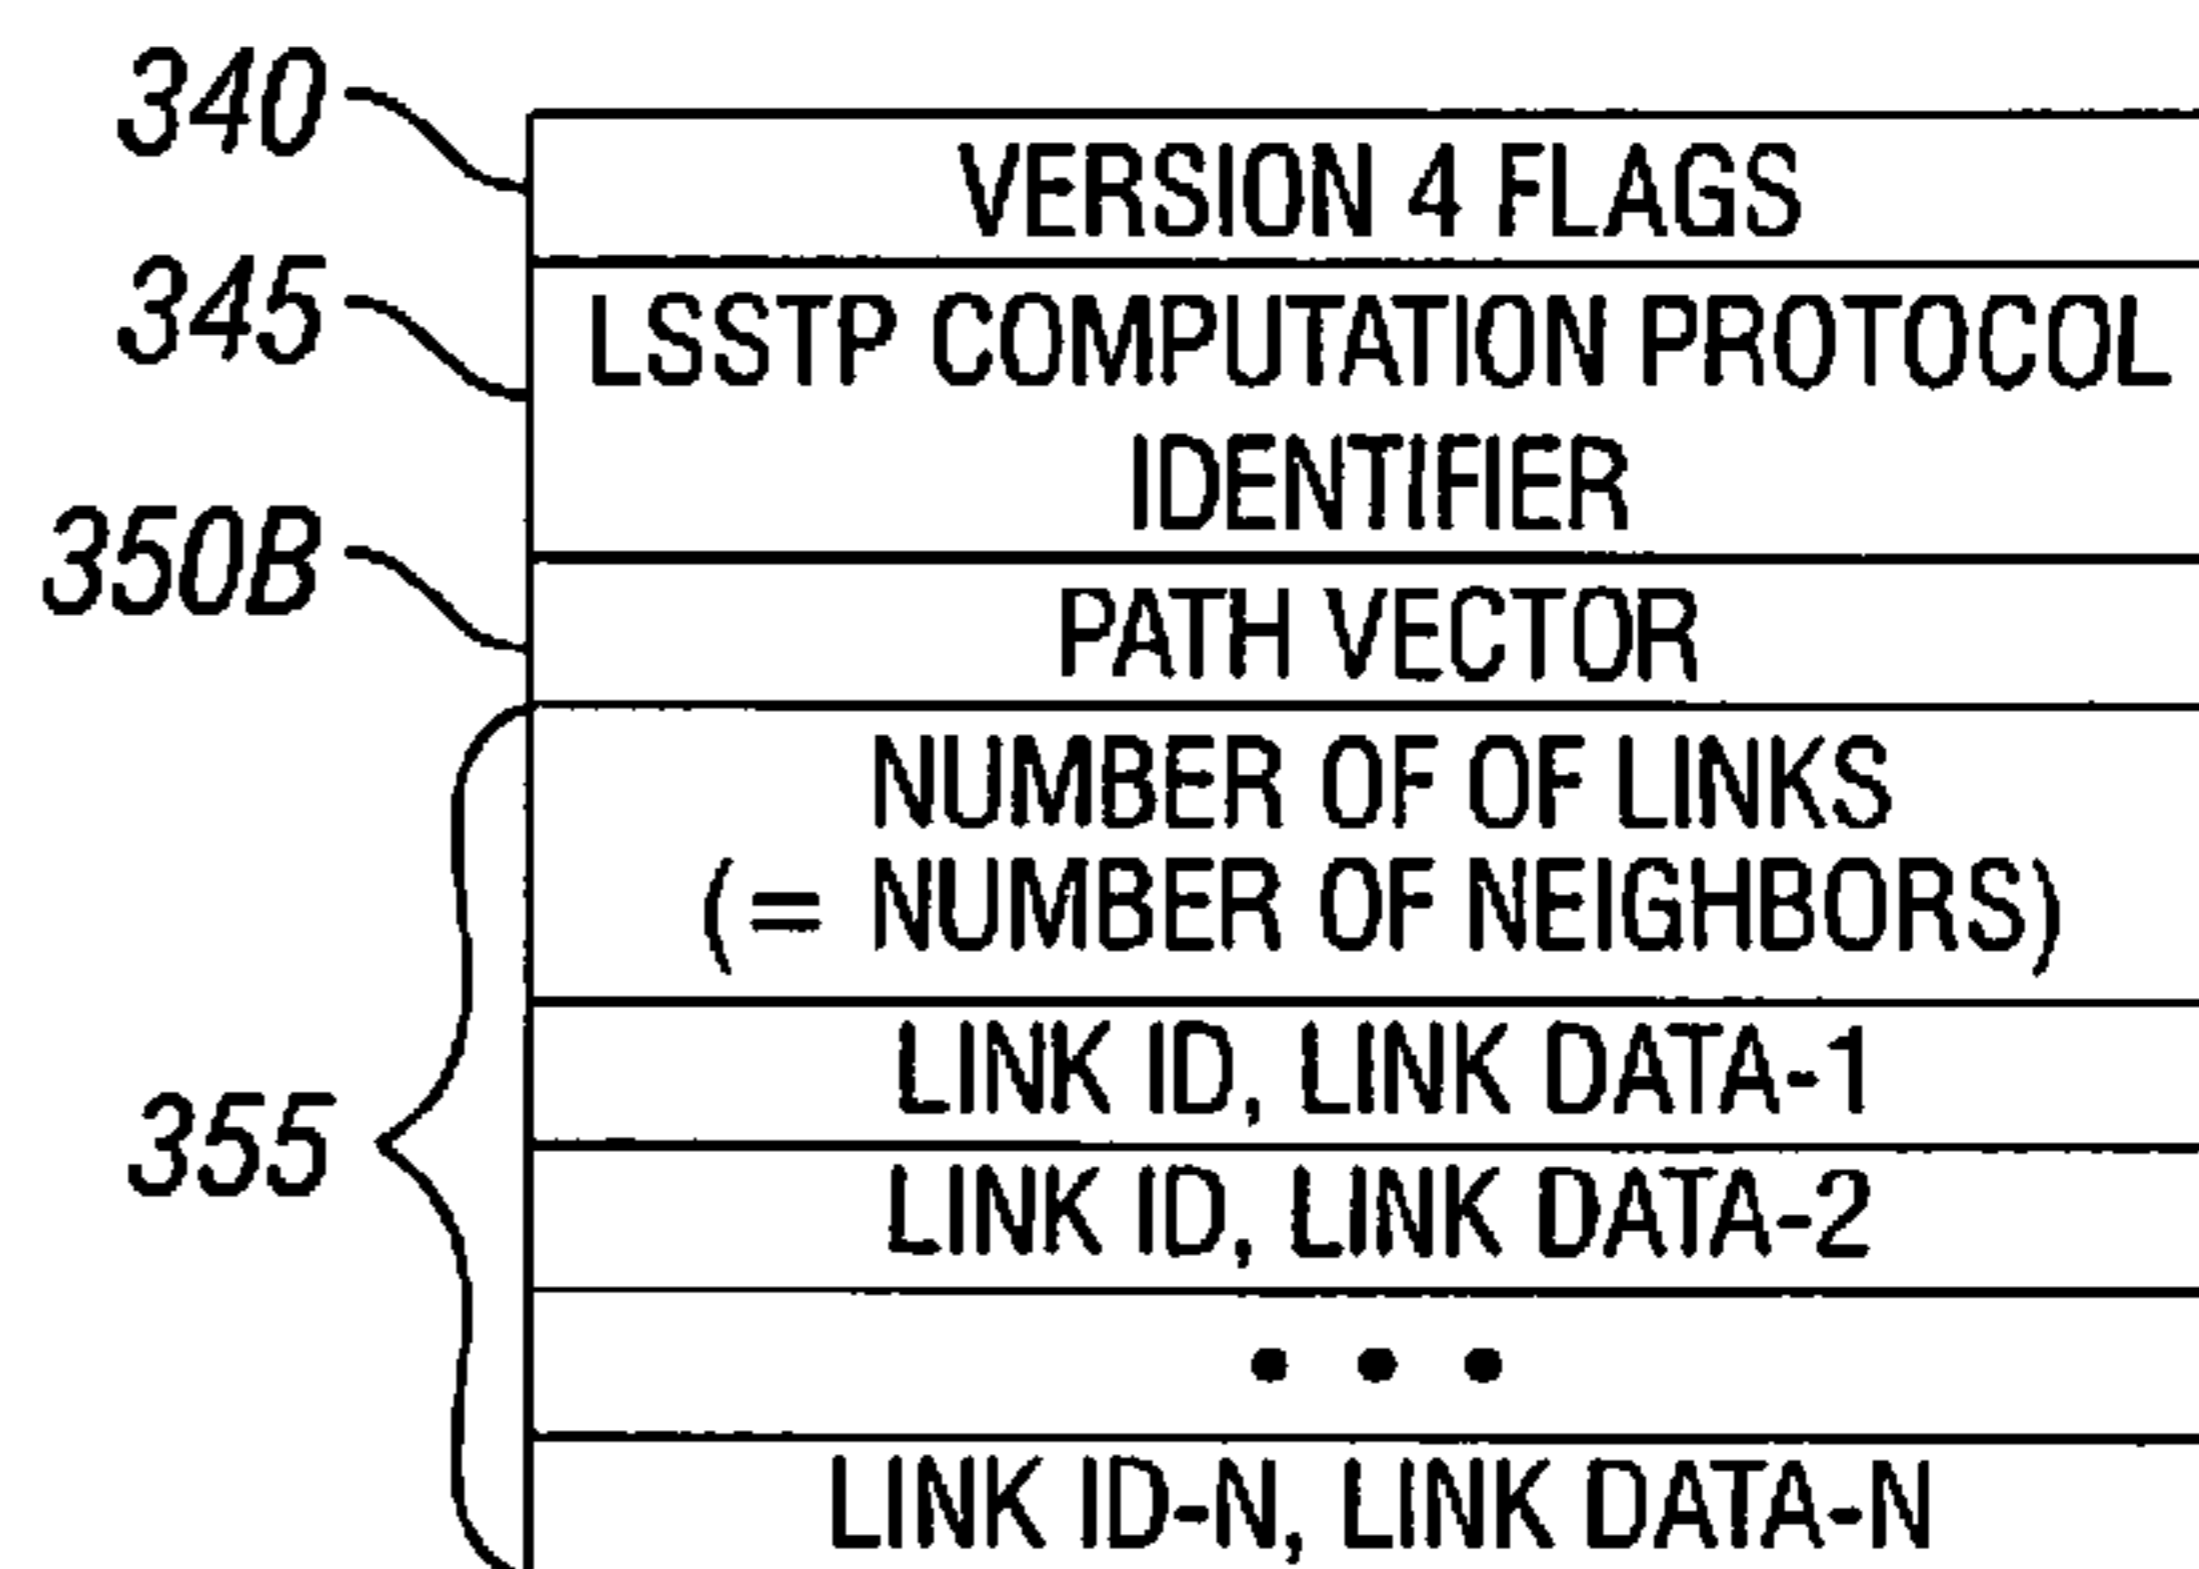 340
VERSION 4 FLAGS
345
LSSTP COMPUTATION PROTOCOL
IDENTIFIER
350B
PATH VECTOR
NUMBER OF OF LINKS
(= NUMBER OF NEIGHBORS)
LINK ID, LINK DATA-1
355
LINK ID, LINK DATA-2
• • •
LINK ID-N, LINK DATA-N